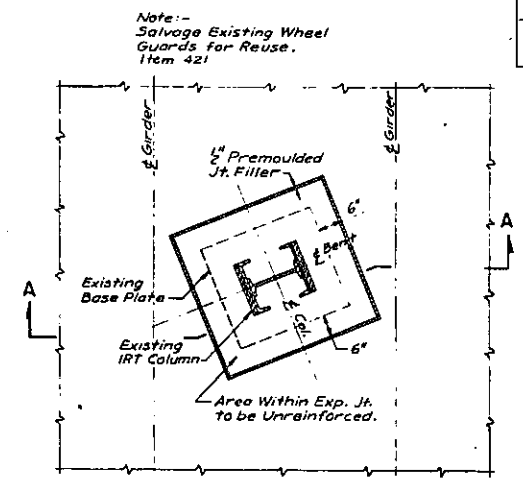 Note:-
Salvage Existing Wheel
Guards for Reuse.
Item 421
℄ Girder
℄ Girder
½" Premoulded
Jt. Filler
6"
℄ Bent
A
A
Existing
Base Plate
℄ Col.
Existing
IRT Column
6"
Area Within Exp. Jt.
to be Unreinforced.